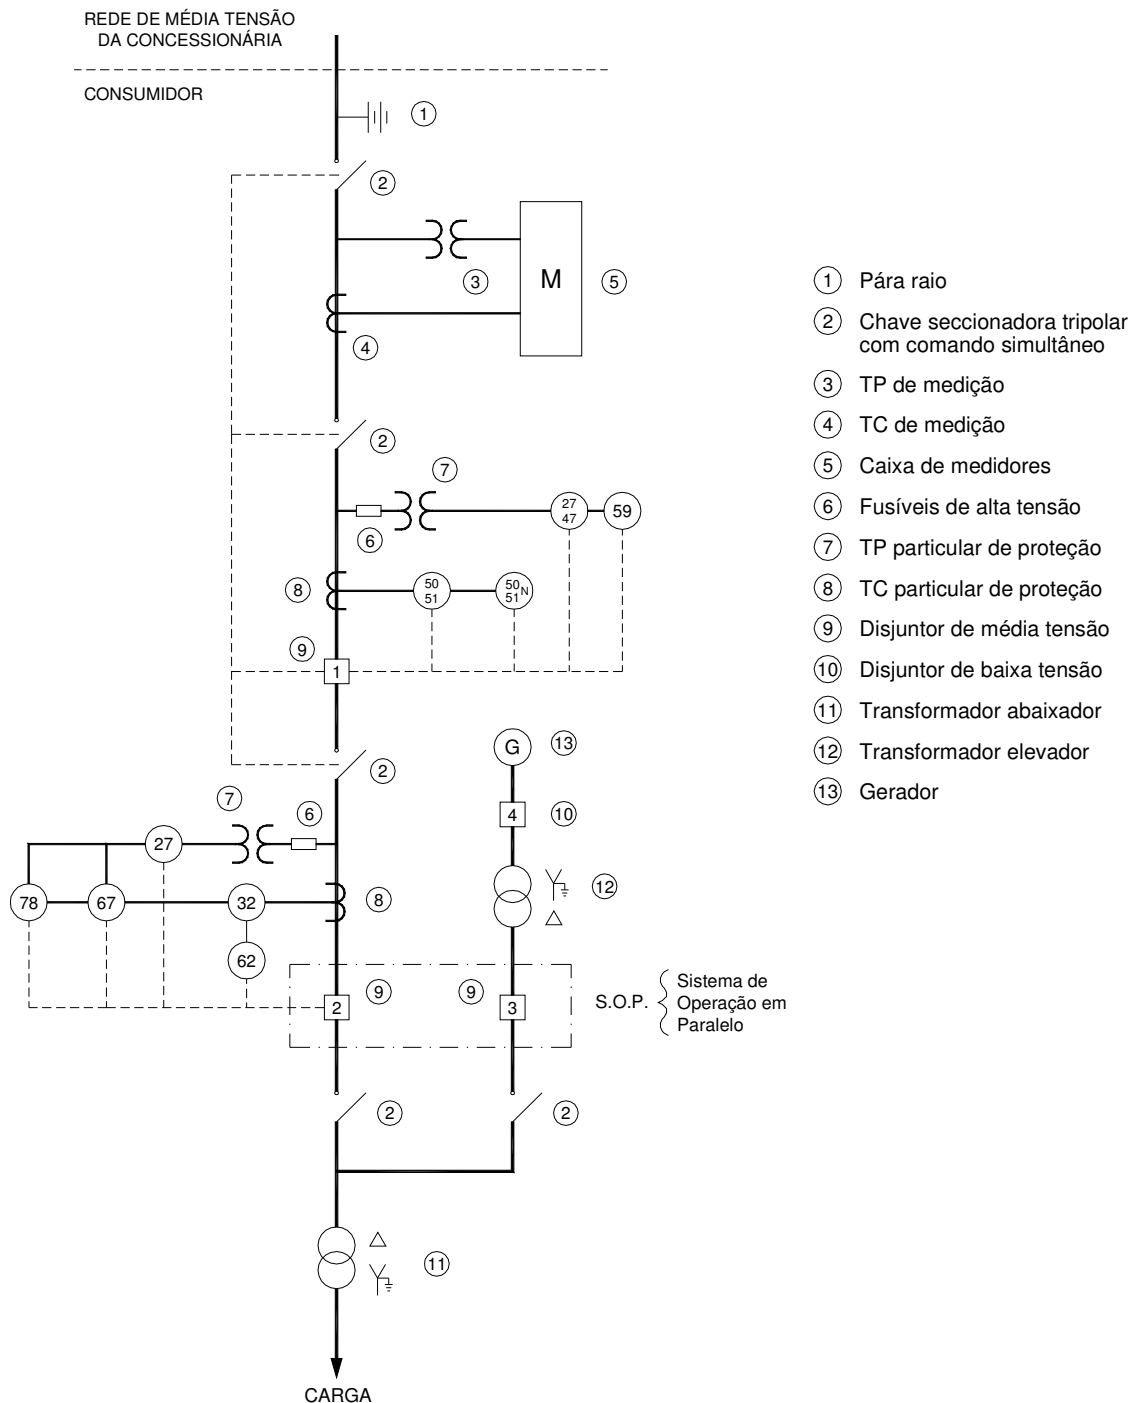 REDE DE MÉDIA TENSÃO
DA CONCESSIONÁRIA
CONSUMIDOR
1
2
3
M
5
4
2
7
6
27
47
59
8
50
51
50
51 N
9
1
2
G
13
7
6
4
10
27
12
78
67
32
8
62
9
9
2
3
S.O.P.
Sistema de
Operação em
Paralelo
2
2
11
CARGA
1 Pára raio
2 Chave seccionadora tripolar
com comando simultâneo
3 TP de medição
4 TC de medição
5 Caixa de medidores
6 Fusíveis de alta tensão
7 TP particular de proteção
8 TC particular de proteção
9 Disjuntor de média tensão
10 Disjuntor de baixa tensão
11 Transformador abaixador
12 Transformador elevador
13 Gerador